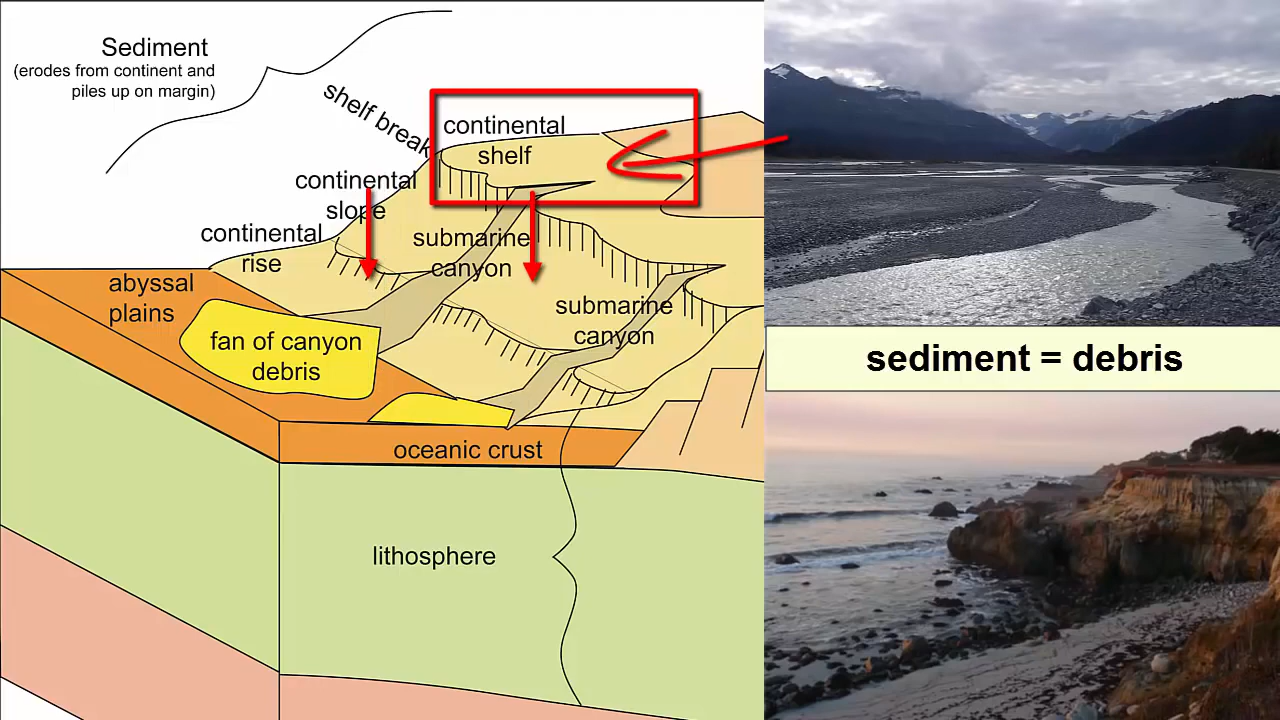 Sediment
(erodes from continent and
piles up on margin)
shelf break
continental
shelf
continental
slope
continental
rise
submarine
canyon
abyssal
plains
submarine
canyon
fan of canyon
debris
oceanic crust
lithosphere
sediment = debris